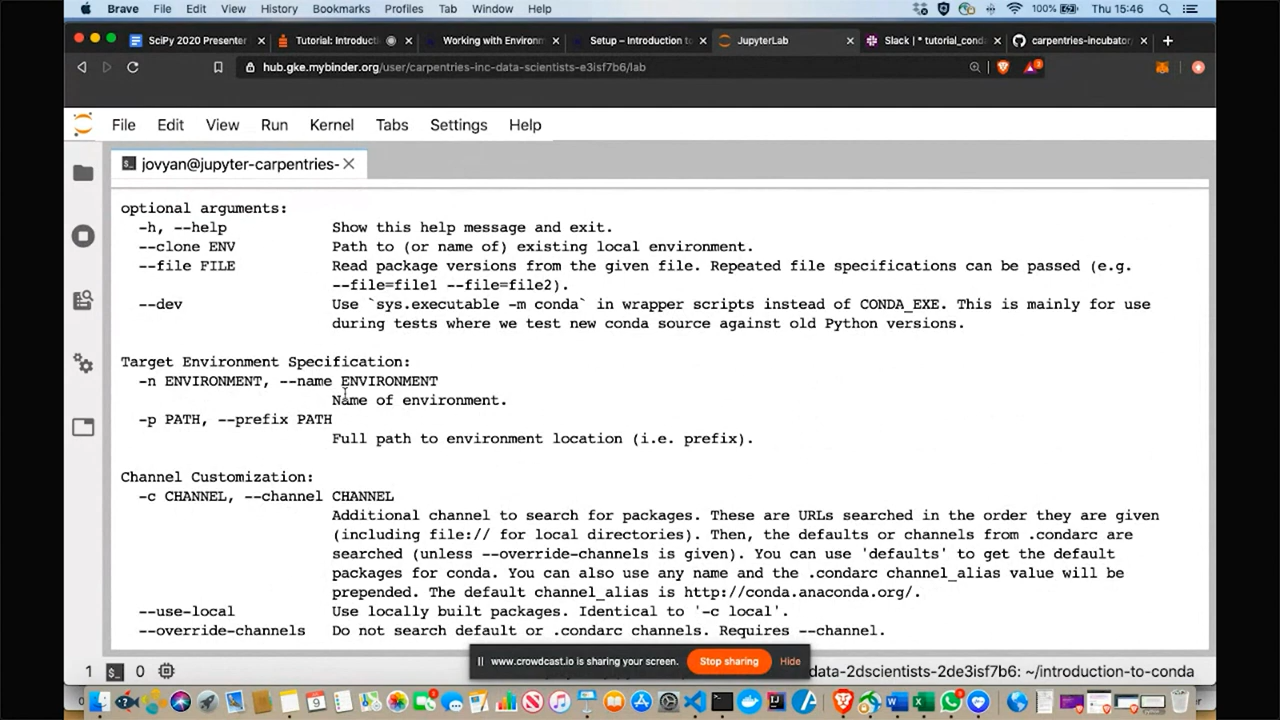 Brave File Edit View History Bookmarks Profiles Tab Window Help 100% Thu 15:46
SciPy 2020 Presenter Tutorial: Introducti Working with Environm Setup – Introduction to JupyterLab Slack | * tutorial_cond carpentries-incubator,
hub.gke.mybinder.org/user/carpentries-inc-data-scientists-e3isf7b6/lab 3
File Edit View Run Kernel Tabs Settings Help
jovyan@jupyter-carpentries-
optional arguments:
-h, --help Show this help message and exit.
--clone ENV Path to (or name of) existing local environment.
--file FILE Read package versions from the given file. Repeated file specifications can be passed (e.g.
--file=file1 --file=file2).
--dev Use `sys.executable -m conda` in wrapper scripts instead of CONDA_EXE. This is mainly for use
during tests where we test new conda source against old Python versions.
Target Environment Specification:
-n ENVIRONMENT, --name ENVIRONMENT
Name of environment.
-p PATH, --prefix PATH
Full path to environment location (i.e. prefix).
Channel Customization:
-c CHANNEL, --channel CHANNEL
Additional channel to search for packages. These are URLs searched in the order they are given
(including file:// for local directories). Then, the defaults or channels from .condarc are
searched (unless --override-channels is given). You can use 'defaults' to get the default
packages for conda. You can also use any name and the .condarc channel_alias value will be
prepended. The default channel_alias is http://conda.anaconda.org/.
--use-local Use locally built packages. Identical to '-c local'.
--override-channels Do not search default or .condarc channels. Requires --channel.
www.crowdcast.io is sharing your screen. Stop sharing Hide
1 0 data-2dscientists-2de3isf7b6: ~/introduction-to-conda